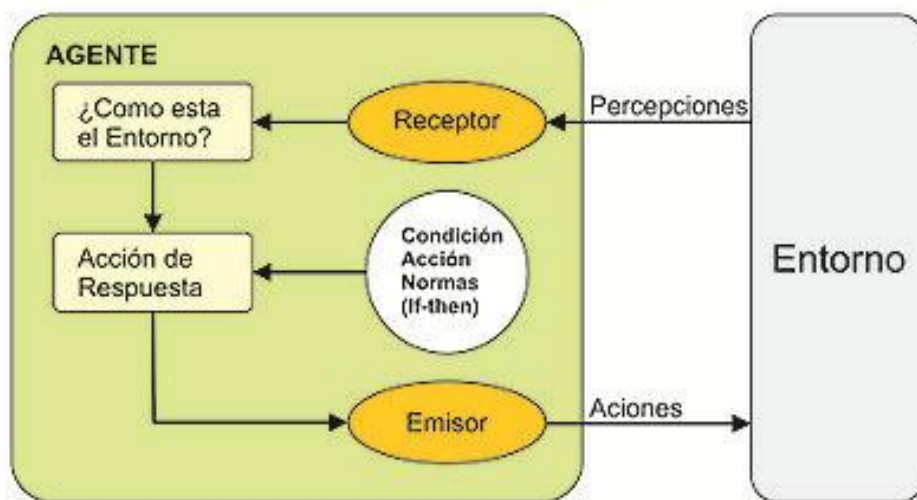 AGENTE
¿Como esta
el Entorno?
Receptor
Percepciones
Condición
Acción
Normas
(If-then)
Acción de
Respuesta
Entorno
Emisor
Aciones